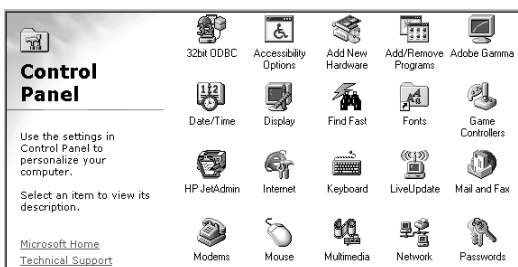 Control
Panel
Use the settings in
Control Panel to
personalize your
computer.
Select an item to view its
description.
Microsoft Home
Technical Support
32bit ODBC
Accessibility
Options
Add New
Hardware
Add/Remove
Programs
Adobe Gamma
Date/Time
Display
Find Fast
Fonts
Game
Controllers
HP JetAdmin
Internet
Keyboard
LiveUpdate
Mail and Fax
Modems
Mouse
Multimedia
Network
Passwords